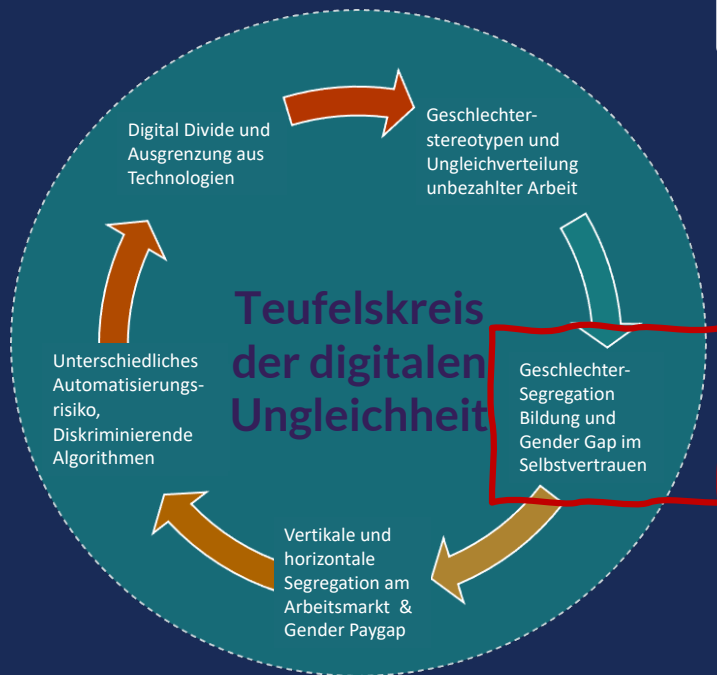 Digital Divide und
Ausgrenzung aus
Technologien
Geschlechter-
stereotypen und
Ungleichverteilung
unbezahlter Arbeit
Teufelskreis
der digitalen
Ungleichheit
Geschlechter-
Segregation
Bildung und
Gender Gap im
Selbstvertrauen
Vertikale und
horizontale
Segregation am
Arbeitsmarkt &
Gender Paygap
Unterschiedliches
Automatisierungs-
risiko,
Diskriminierende
Algorithmen